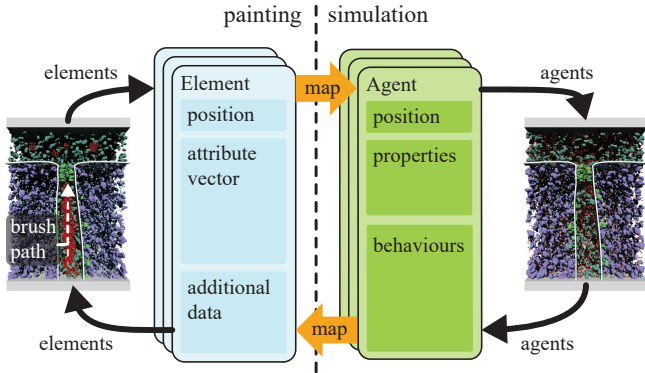 painting
simulation
elements
Element
position
attribute
vector
additional
data
map
Agent
position
properties
behaviours
agents
brush
path
elements
map
agents